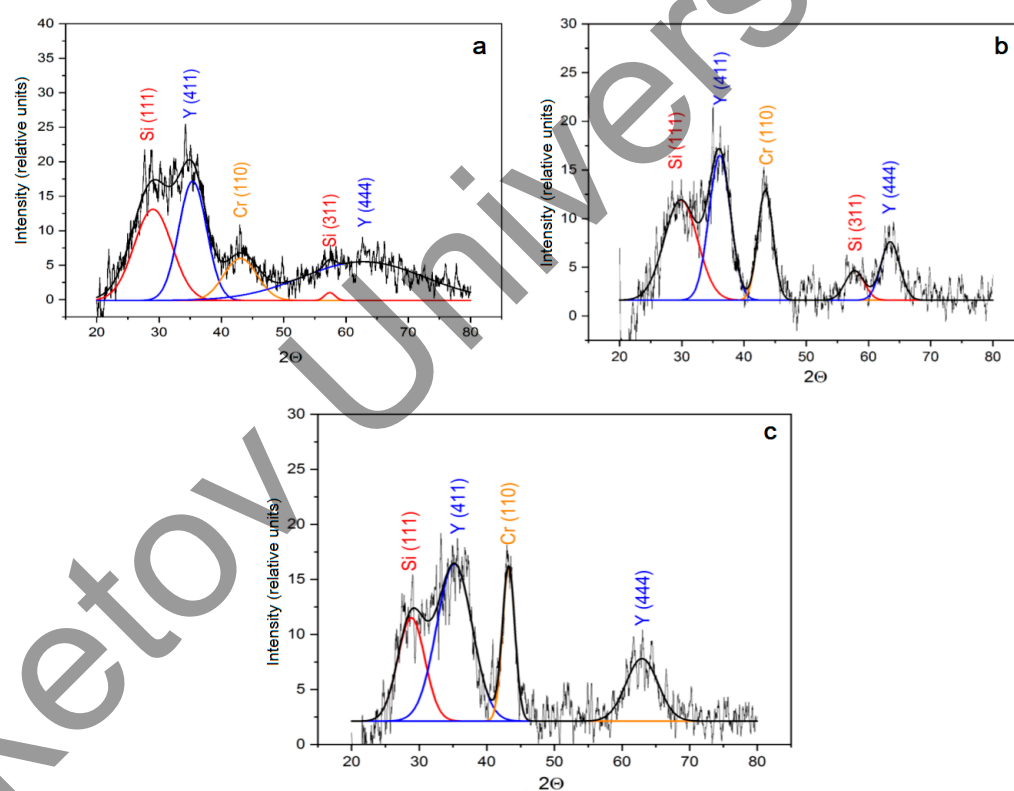 a
40
35
30
25
20
15
10
5
0
Intensity (relative units)
Si (111)
Y (411)
Cr (110)
Si (311)
Y (444)
20 30 40 50 60 70 80
2Θ
b
30
25
20
15
10
5
0
Intensity (relative units)
Si (111)
Y (411)
Cr (110)
Si (311)
Y (444)
20 30 40 50 60 70 80
2Θ
c
30
25
20
15
10
5
0
Intensity (relative units)
Si (111)
Y (411)
Cr (110)
Y (444)
20 30 40 50 60 70 80
2Θ